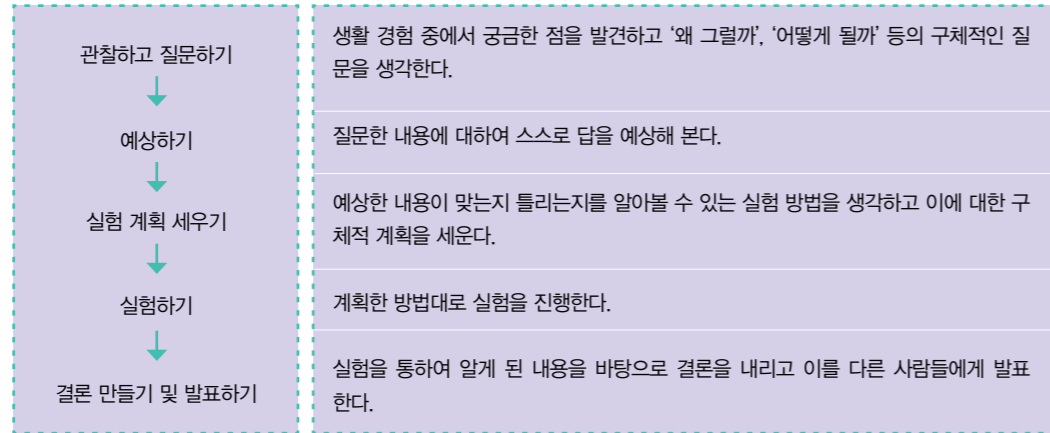 관찰하고 질문하기
생활 경험 중에서 궁금한 점을 발견하고 ‘왜 그럴까’, ‘어떻게 될까’ 등의 구체적인 질
문을 생각한다.
예상하기
질문한 내용에 대하여 스스로 답을 예상해 본다.
실험 계획 세우기
예상한 내용이 맞는지 틀리는지를 알아볼 수 있는 실험 방법을 생각하고 이에 대한 구
체적 계획을 세운다.
실험하기
계획한 방법대로 실험을 진행한다.
결론 만들기 및 발표하기
실험을 통하여 알게 된 내용을 바탕으로 결론을 내리고 이를 다른 사람들에게 발표
한다.